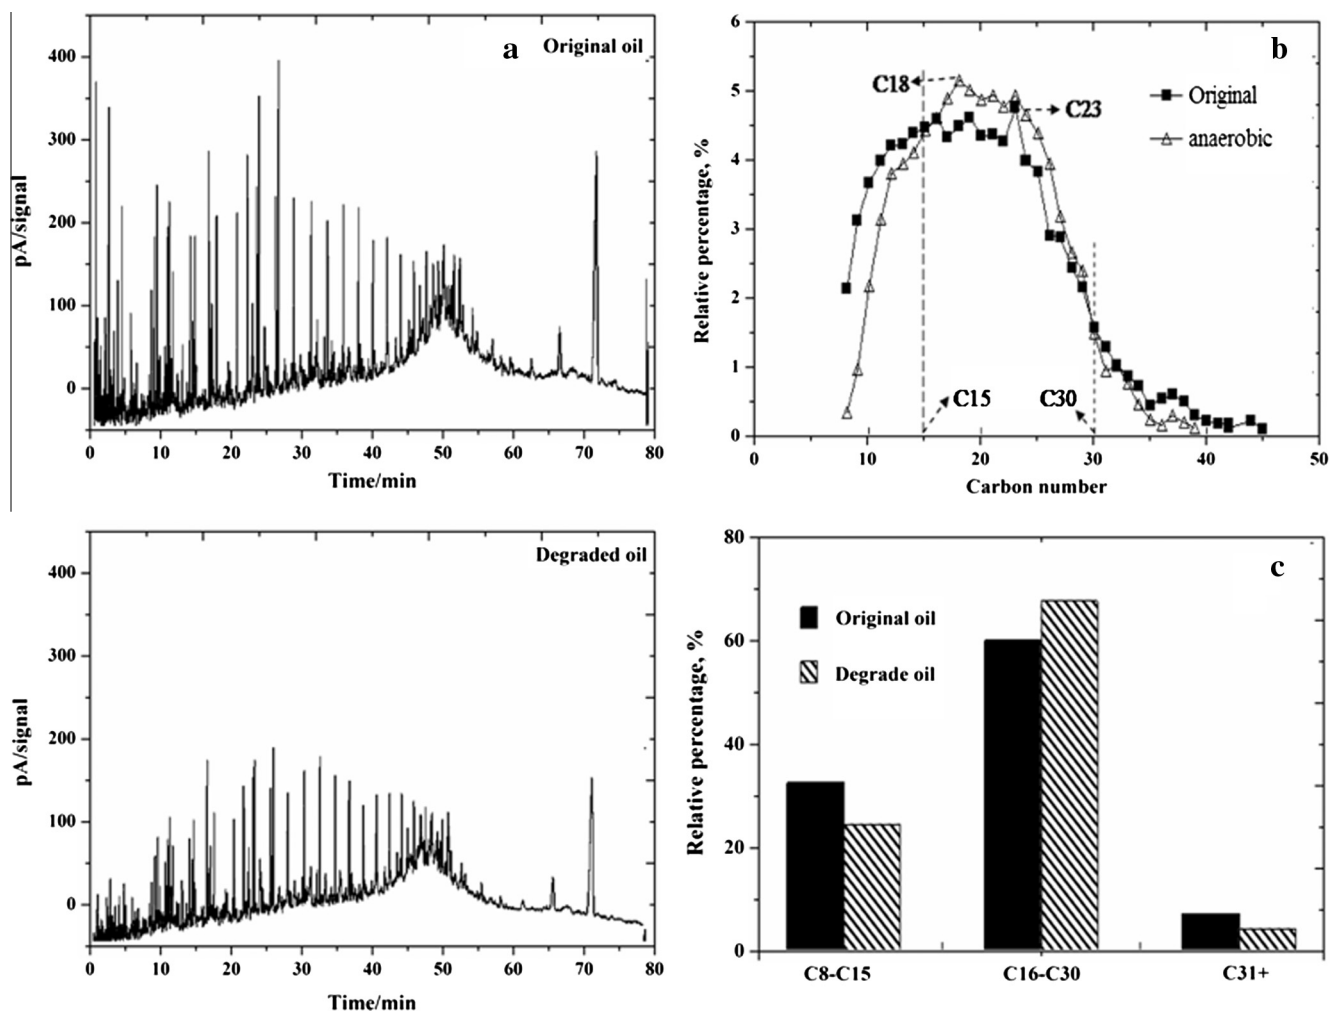 a
Original oil
400
300
200
100
0
pA/signal
0 10 20 30 40 50 60 70 80
Time/min
b
6%
5
4
3
2
1
0
Relative percentage, %
C18
C23
Original
anaerobic
C15
C30
0 10 20 30 40 50
Carbon number
Degraded oil
400
300
200
100
0
pA/signal
0 10 20 30 40 50 60 70 80
Time/min
c
80
60
40
20
0
Relative percentage, %
Original oil
Degrade oil
C8-C15 C16-C30 C31+